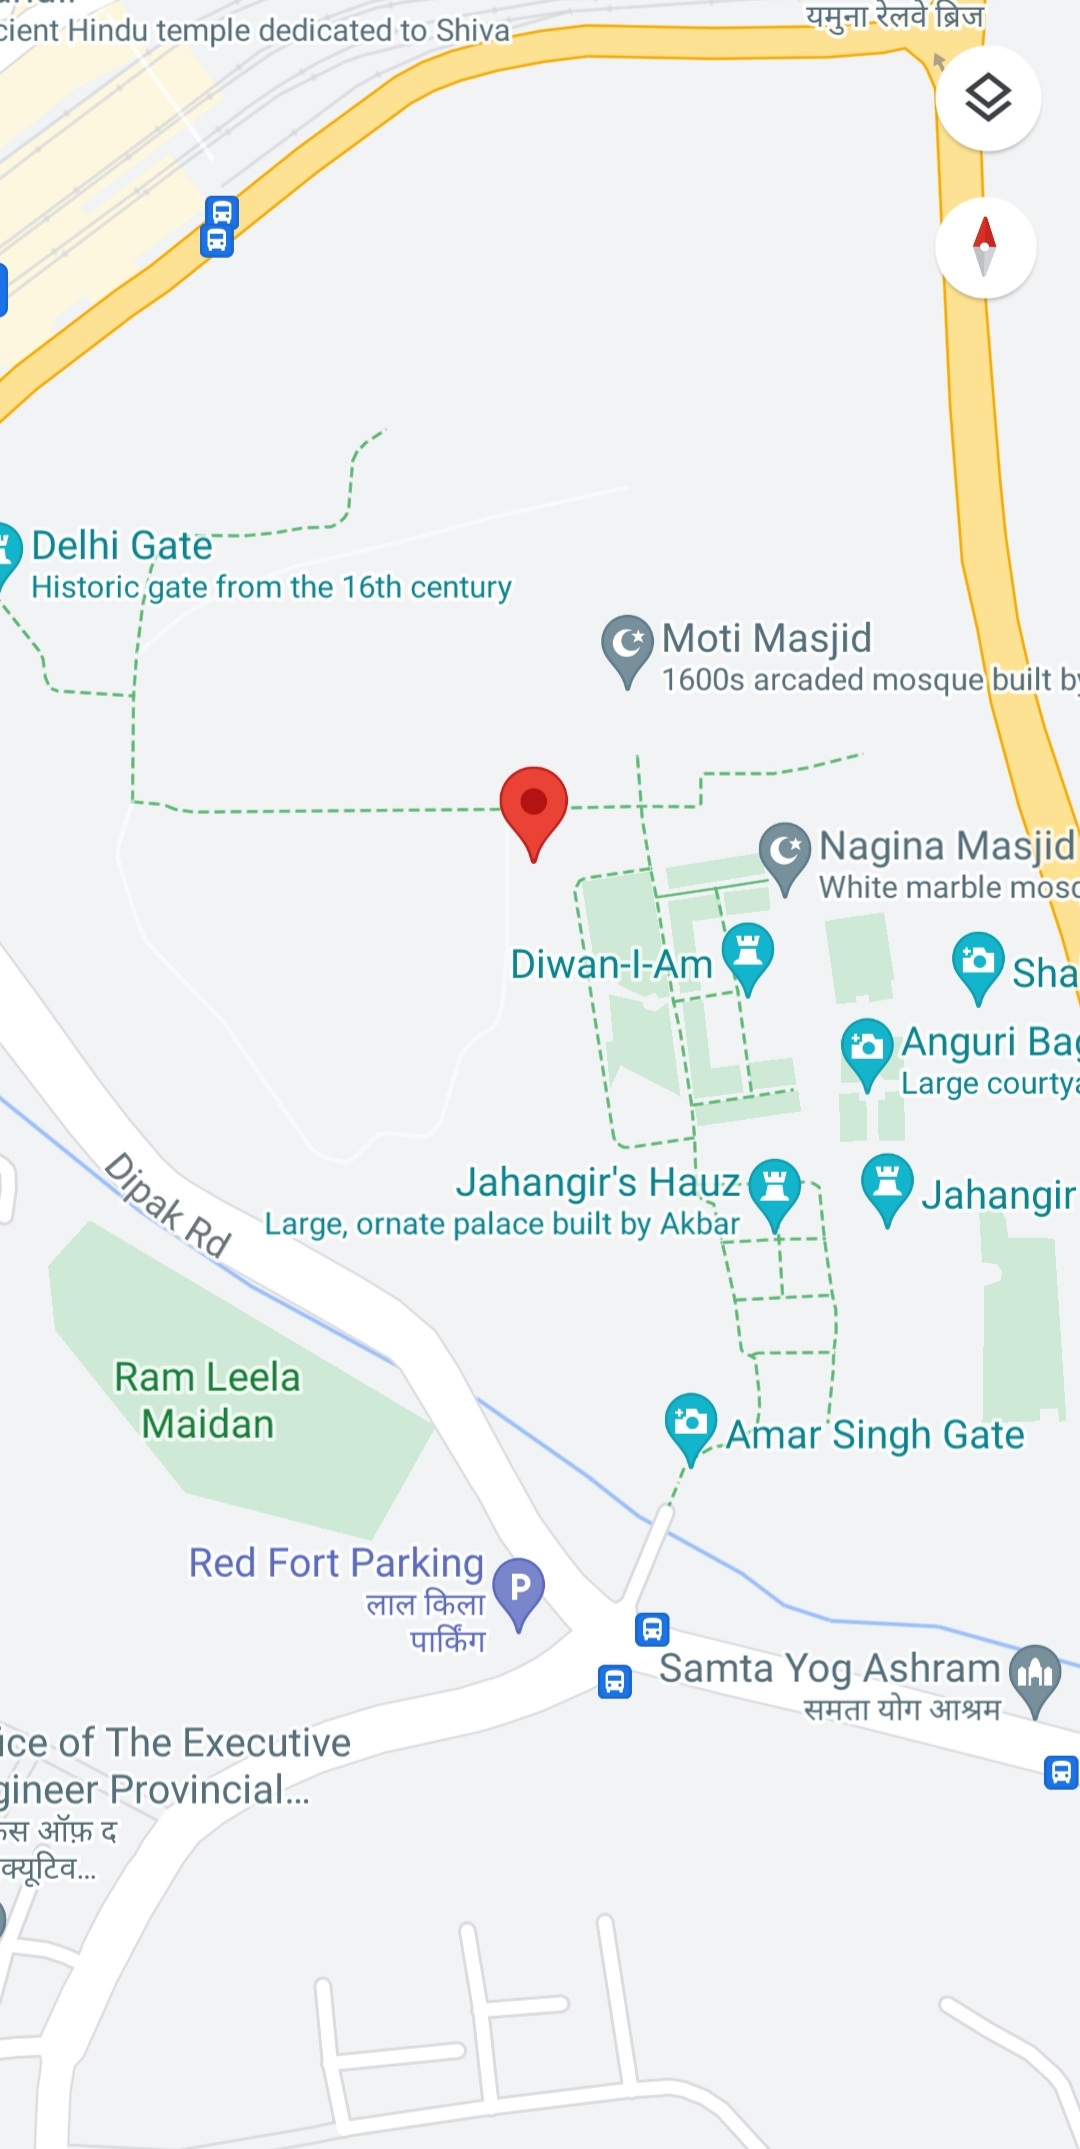 cient Hindu temple dedicated to Shiva
यमुना रेलवे ब्रिज
Delhi Gate
Historic gate from the 16th century
Moti Masjid
1600s arcaded mosque built by
Nagina Masjid
White marble mosq
Diwan-I-Am
Sha
Anguri Bag
Large courtya
Dipak Rd
Jahangir's Hauz
Large, ornate palace built by Akbar
Jahangir
Ram Leela
Maidan
Amar Singh Gate
Red Fort Parking
लाल किला
पार्किंग
P
Samta Yog Ashram
समता योग आश्रम
ice of The Executive
gineer Provincial...
स ऑफ़ द
क्यूटिव...